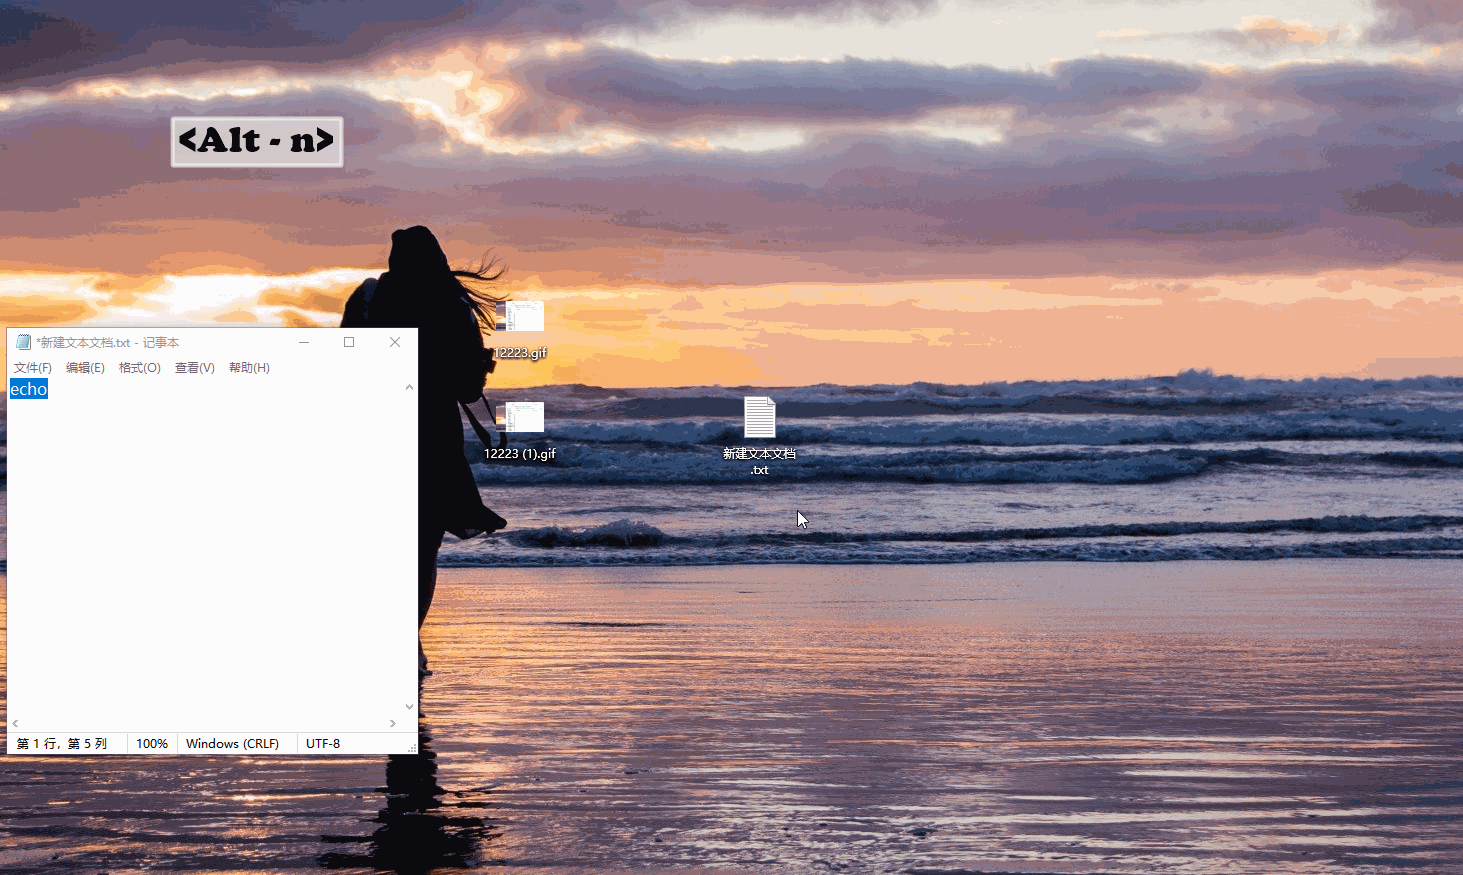 <Alt - n>
12223.gif
*新建文本文档.txt - 记事本
文件(F) 编辑(E) 格式(O) 查看(V) 帮助(H)
echo
12223 (1).gif
新建文本文档
.txt
第 1 行，第 5 列 100% Windows (CRLF) UTF-8